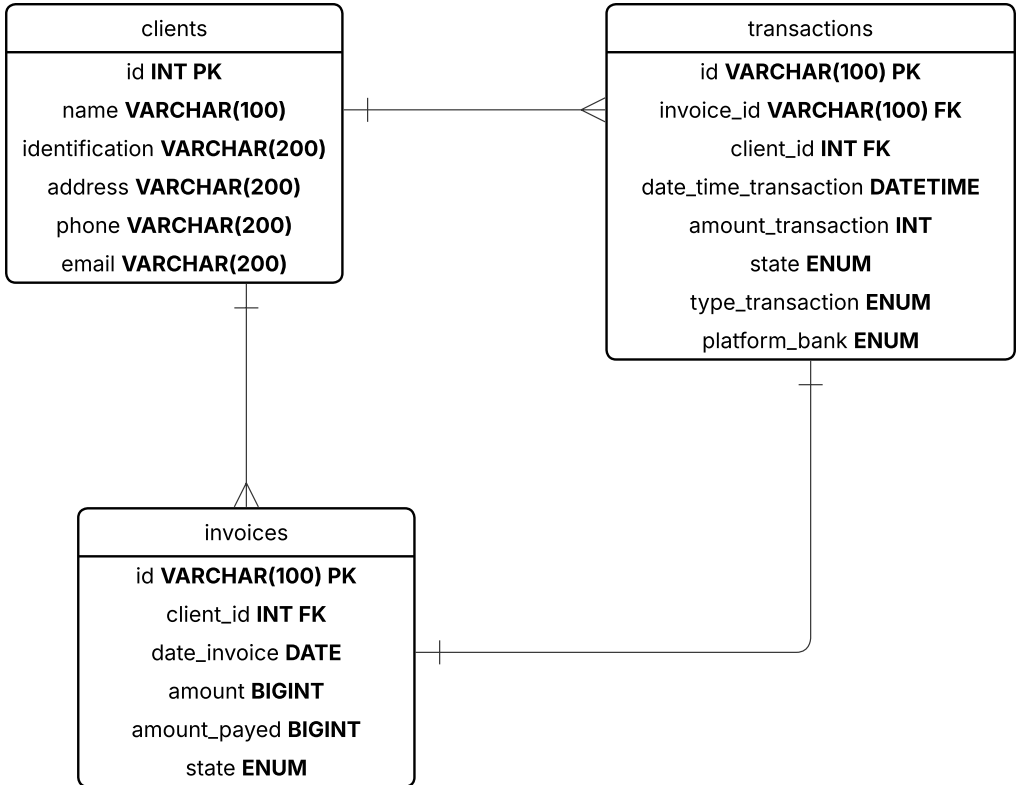 clients
id INT PK
name VARCHAR(100)
identification VARCHAR(200)
address VARCHAR(200)
phone VARCHAR(200)
email VARCHAR(200)
transactions
id VARCHAR(100) PK
invoice_id VARCHAR(100) FK
client_id INT FK
date_time_transaction DATETIME
amount_transaction INT
state ENUM
type_transaction ENUM
platform_bank ENUM
invoices
id VARCHAR(100) PK
client_id INT FK
date_invoice DATE
amount BIGINT
amount_payed BIGINT
state ENUM